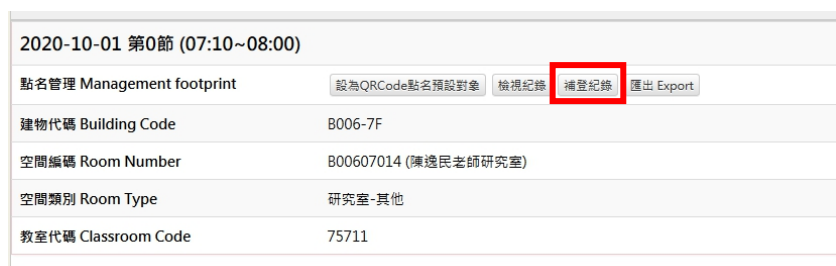 2020-10-01 第0節 (07:10~08:00)
點名管理 Management footprint 設為QRCode點名預設對象 檢視紀錄 補登紀錄 匯出 Export
建物代碼 Building Code B006-7F
空間編碼 Room Number B00607014 (陳逸民老師研究室)
空間類別 Room Type 研究室-其他
教室代碼 Classroom Code 75711